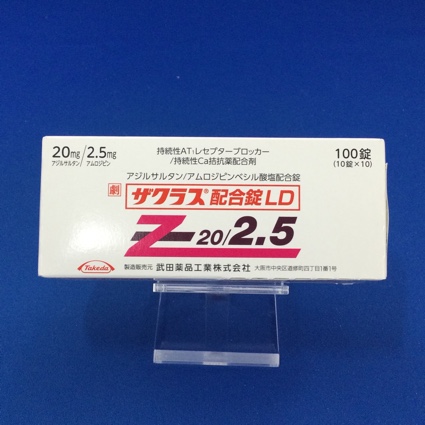 20mg/2.5mg
アジルサルタン/アムロジピン
持続性AT₁レセプターブロッカー
/持続性Ca拮抗薬配合剤
100錠
(10錠×10)
アジルサルタン/アムロジピンベシル酸塩配合錠
劇 ザクラス®配合錠LD
Z 20/2.5
Takeda
製造販売元 武田薬品工業株式会社 大阪市中央区道修町四丁目1番1号